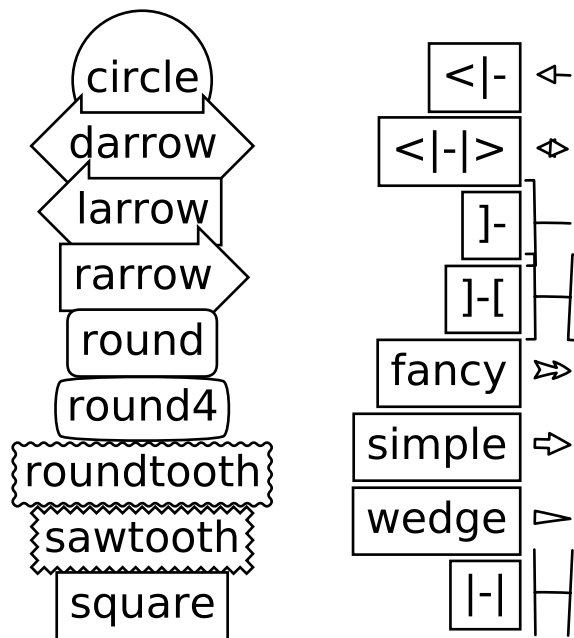 circle
darrow
larrow
rarrow
round
round4
roundtooth
sawtooth
square
<|-
<|-|>
]-
]-[
fancy
simple
wedge
|-|